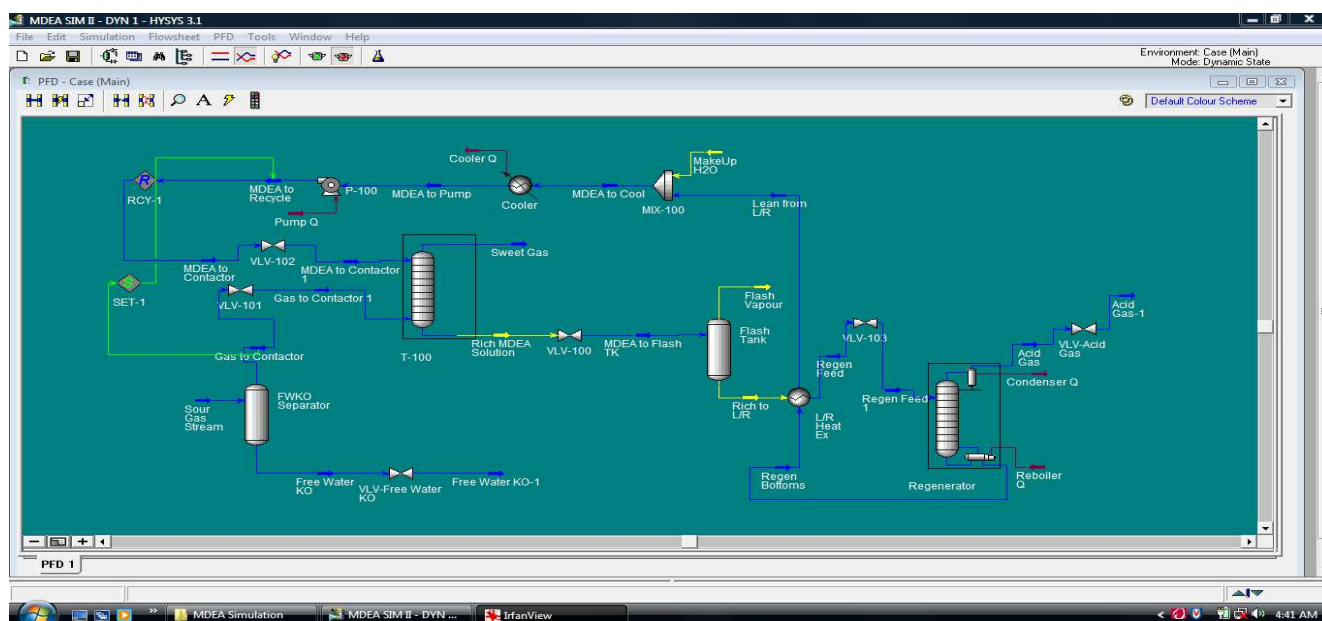 MDEA SIM II - DYN 1 - HYSYS 3.1
File Edit Simulation Flowsheet PFD Tools Window Help
Environment: Case (Main)
Mode: Dynamic State
PFD - Case (Main)
A
Default Colour Scheme
Cooler Q
MakeUp
H2O
R
RCY-1
MDEA to
Recycle
P-100
MDEA to Pump
Cooler
MDEA to Cool
MIX-100
Lean from
L/R
Pump Q
MDEA to
Contactor
VLV-102
MDEA to Contactor
1
Sweet Gas
S
SET-1
VLV-101
Gas to Contactor 1
T-100
Rich MDEA
Solution
VLV-100
MDEA to Flash
TK
Flash
Vapour
Flash
Tank
Gas to Contactor
FWKO
Separator
Sour
Gas
Stream
Rich to
L/R
L/R
Heat
Ex
Regen
Feed
VLV-103
Regen Feed
1
Acid
Gas
VLV-Acid
Gas
Acid
Gas-1
Condenser Q
Free Water
KO
VLV-Free Water
KO
Free Water KO-1
Regen
Bottoms
Regenerator
Reboiler
Q
PFD 1
MDEA Simulation
MDEA SIM II - DYN ...
IrfanView
4:41 AM